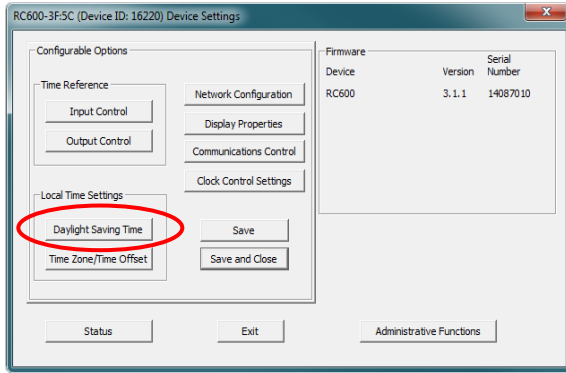 RC600-3F:5C (Device ID: 16220) Device Settings
x
Configurable Options
Time Reference
Input Control
Output Control
Local Time Settings
Daylight Saving Time
Time Zone/Time Offset
Network Configuration
Display Properties
Communications Control
Clock Control Settings
Save
Save and Close
Firmware
Device Version Serial Number
RC600 3.1.1 14087010
Status
Exit
Administrative Functions